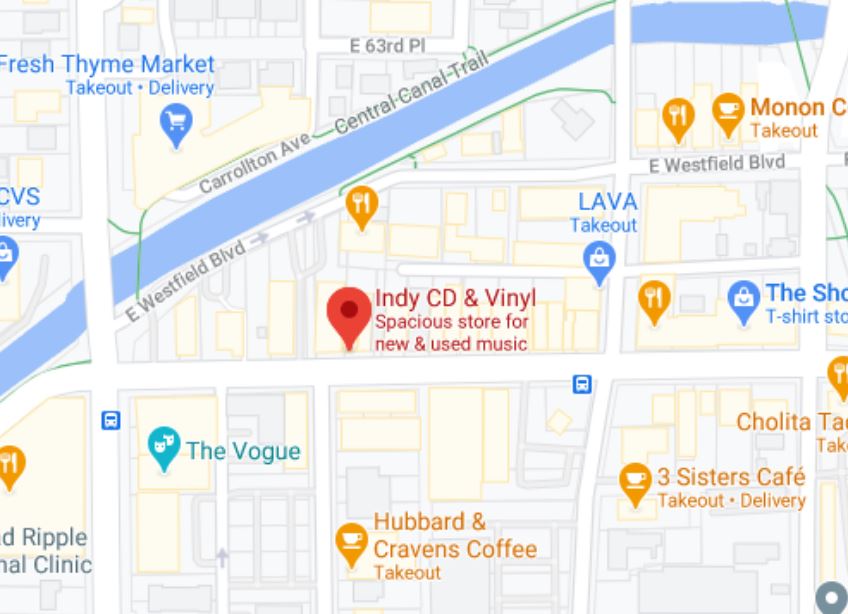 E 63rd Pl
Fresh Thyme Market
Takeout • Delivery
Central Canal Trail
Carrollton Ave
Monon C
Takeout
E Westfield Blvd
CVS
livery
LAVA
Takeout
E Westfield Blvd
Indy CD & Vinyl
Spacious store for
new & used music
The Sho
T-shirt sto
Cholita Tac
Tak
The Vogue
3 Sisters Café
Takeout • Delivery
Hubbard &
Cravens Coffee
Takeout
ad Ripple
nal Clinic